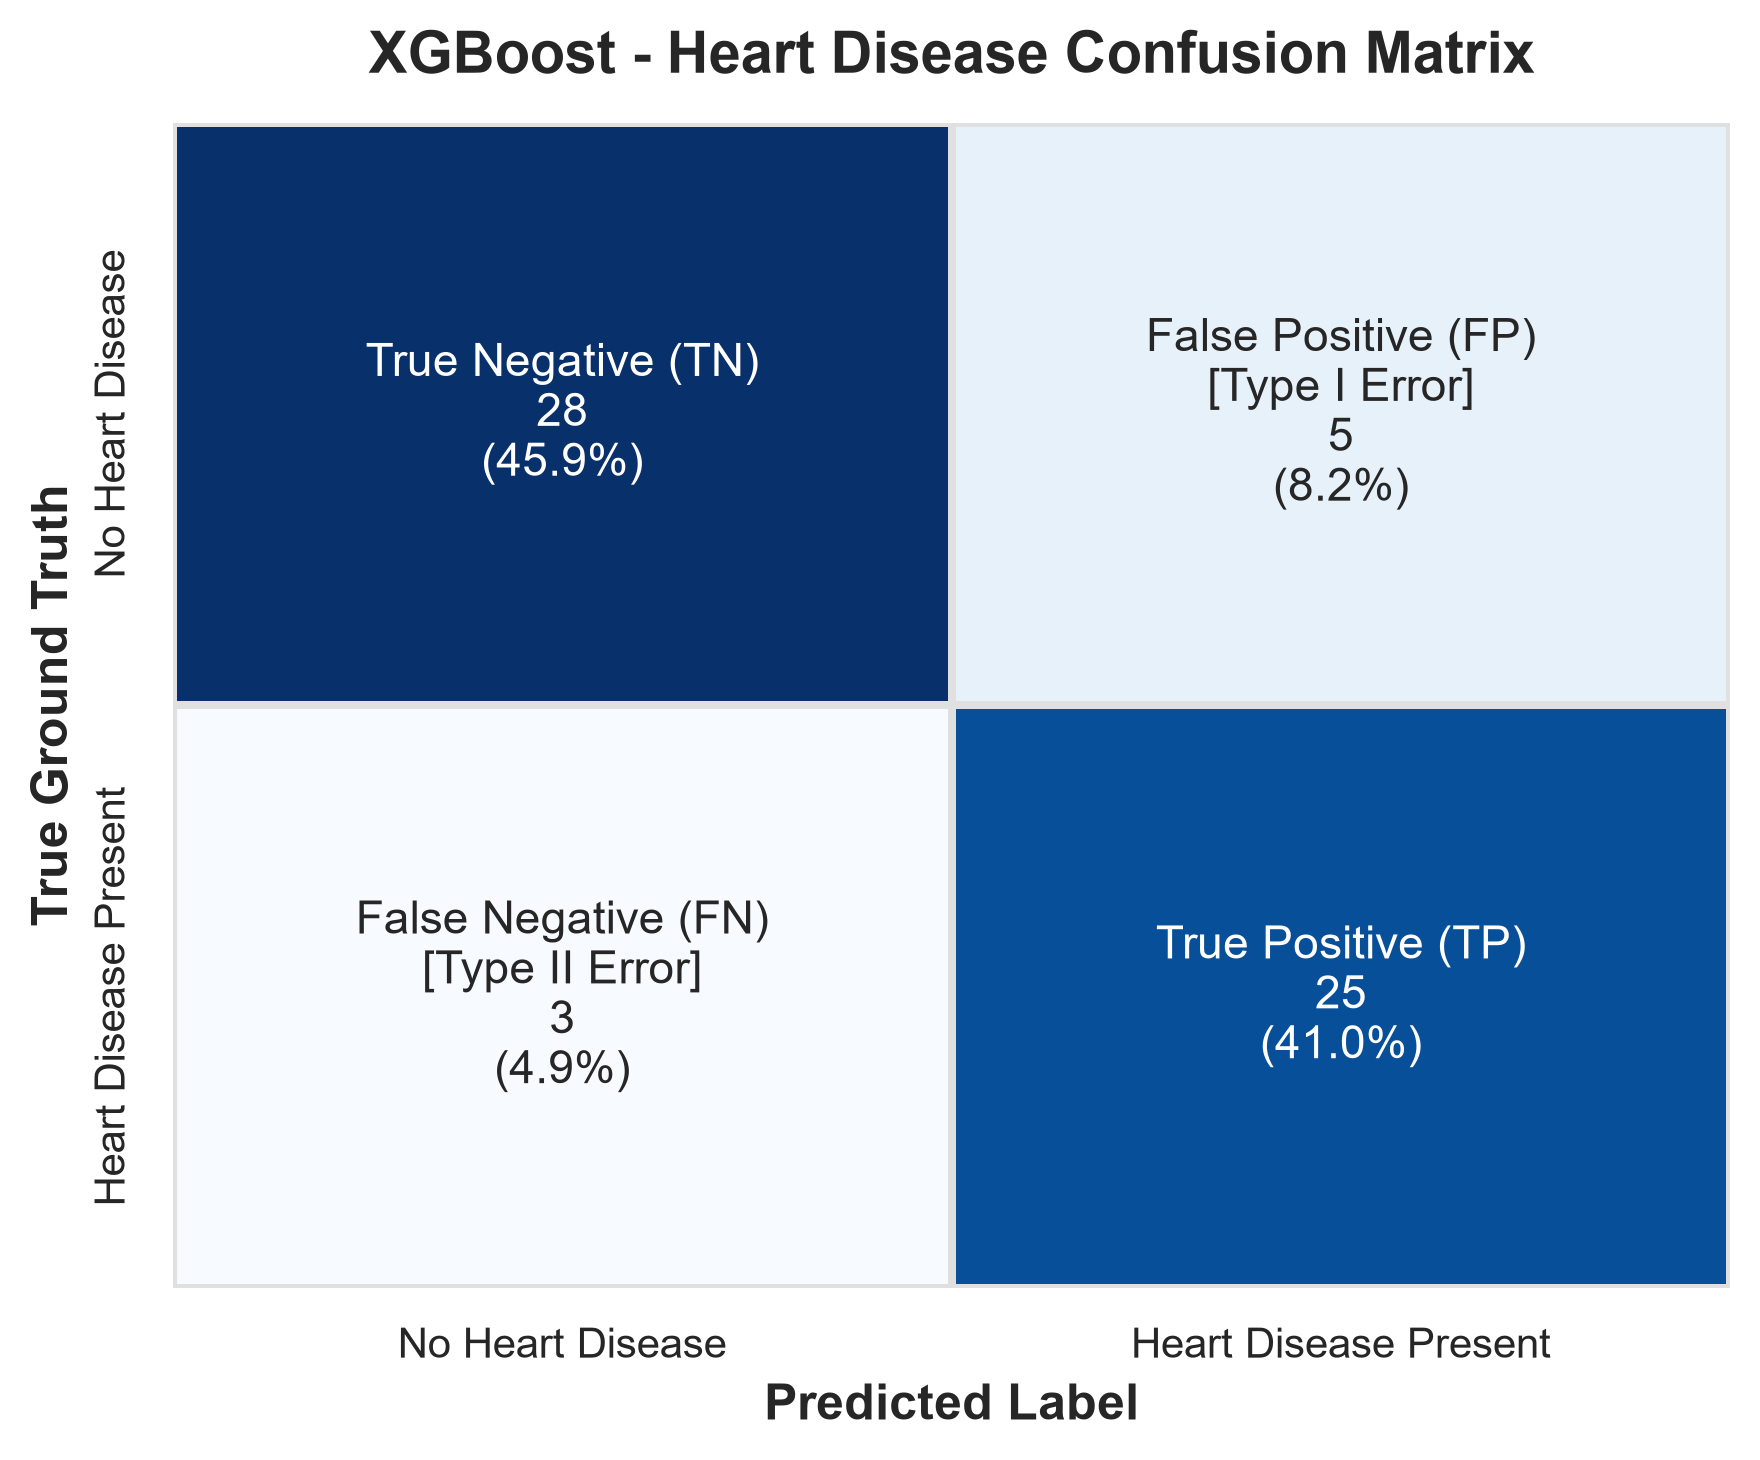 XGBoost - Heart Disease Confusion Matrix
True Ground Truth
No Heart Disease
True Negative (TN)
28
(45.9%)
False Positive (FP)
[Type I Error]
5
(8.2%)
Heart Disease Present
False Negative (FN)
[Type II Error]
3
(4.9%)
True Positive (TP)
25
(41.0%)
No Heart Disease
Heart Disease Present
Predicted Label